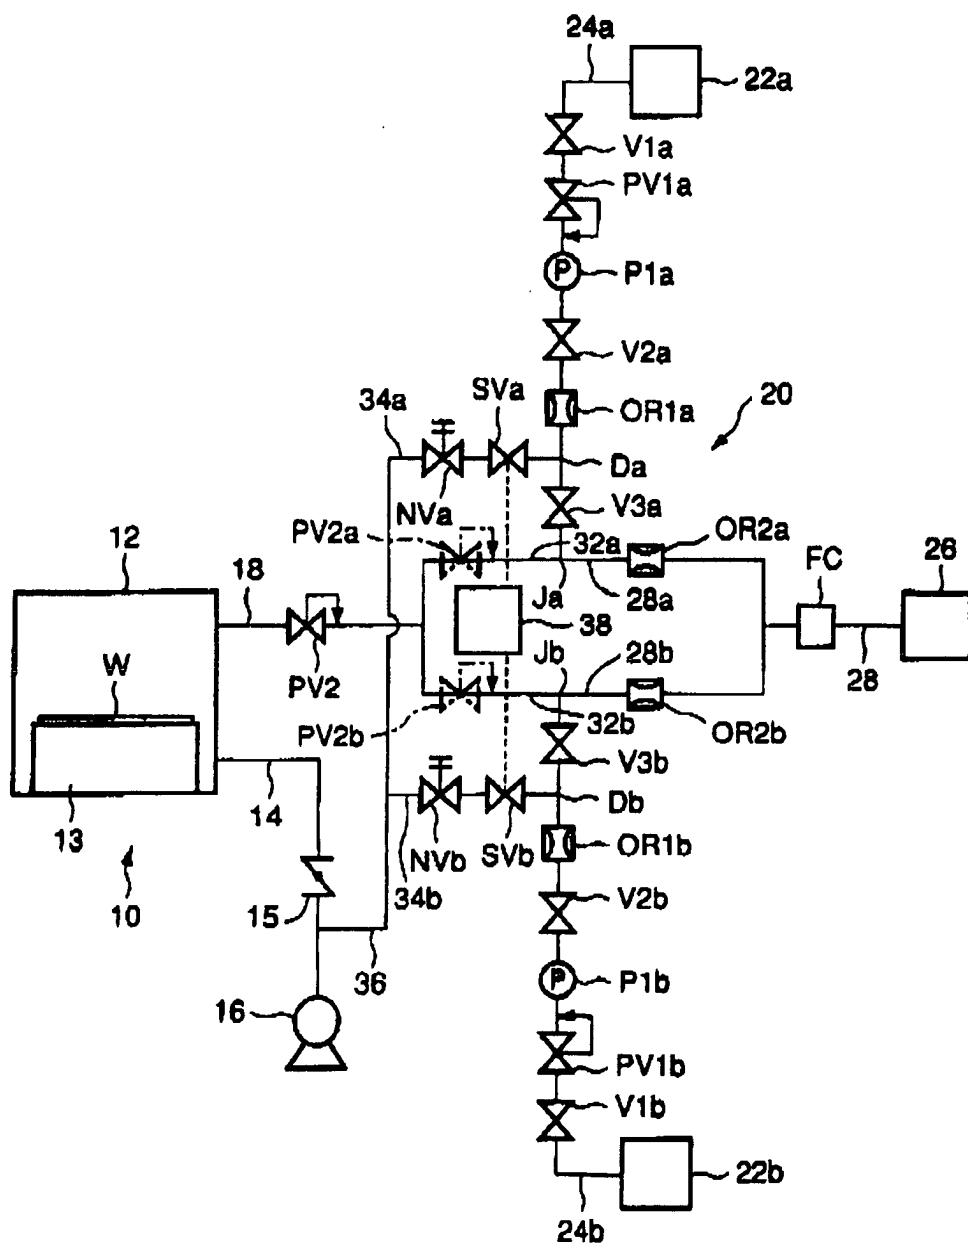 24a
22a
V1a
PV1a
P
P1a
V2a
34a
SVa
OR1a
20
Da
NVa
V3a
PV2a
32a
OR2a
12
18
FC
26
Ja
28a
38
W
PV2
Jb
28b
28
PV2b
32b
OR2b
V3b
13
14
Db
NVb
SVb
OR1b
34b
10
15
V2b
36
P
P1b
16
PV1b
V1b
22b
24b